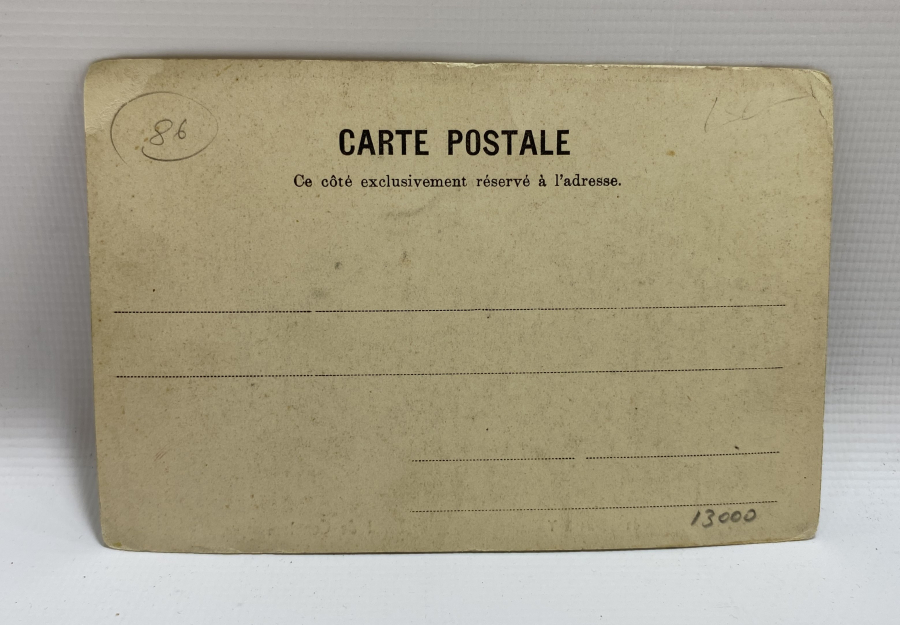 86
CARTE POSTALE
Ce côté exclusivement réservé à l'adresse.
13000